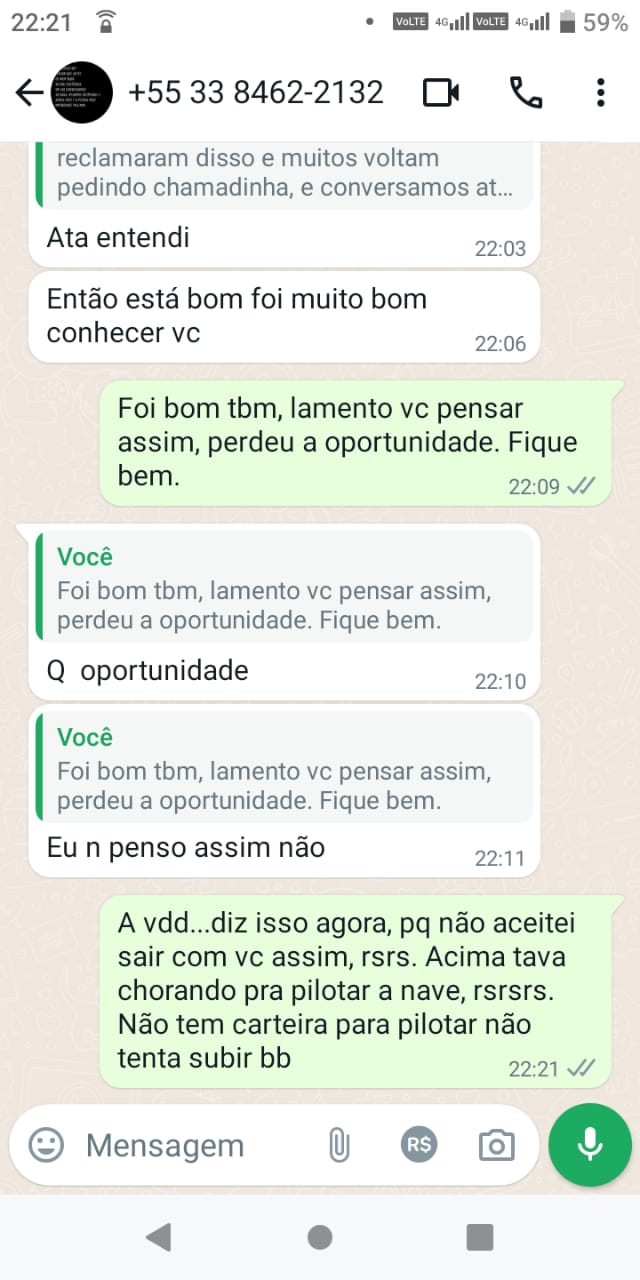 22:21
VoLTE 4G VoLTE 4G 59%
+55 33 8462-2132
reclamaram disso e muitos voltam
pedindo chamadinha, e conversamos at...
Ata entendi
22:03
Então está bom foi muito bom
conhecer vc
22:06
Foi bom tbm, lamento vc pensar
assim, perdeu a oportunidade. Fique
bem.
22:09
Você
Foi bom tbm, lamento vc pensar assim,
perdeu a oportunidade. Fique bem.
Q oportunidade
22:10
Você
Foi bom tbm, lamento vc pensar assim,
perdeu a oportunidade. Fique bem.
Eu n penso assim não
22:11
A vdd...diz isso agora, pq não aceitei
sair com vc assim, rsrs. Acima tava
chorando pra pilotar a nave, rsrsrs.
Não tem carteira para pilotar não
tenta subir bb
22:21
Mensagem
R$